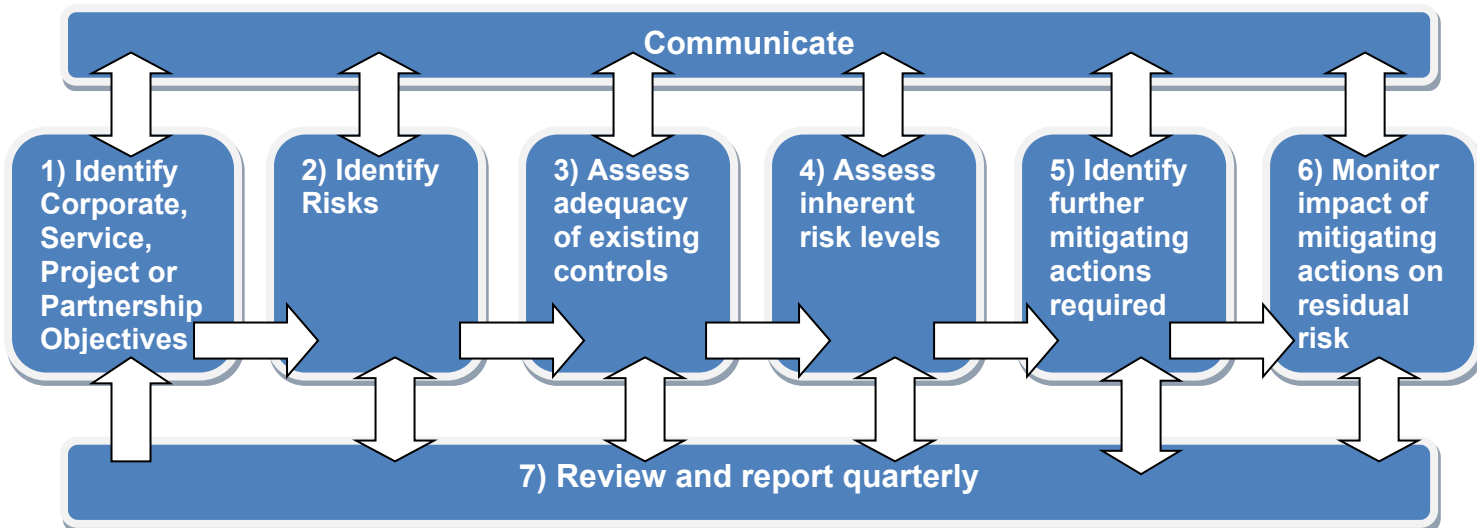 Communicate
1) Identify
Corporate,
Service,
Project or
Partnership
Objectives
2) Identify
Risks
3) Assess
adequacy
of existing
controls
4) Assess
inherent
risk levels
5) Identify
further
mitigating
actions
required
6) Monitor
impact of
mitigating
actions on
residual
risk
7) Review and report quarterly